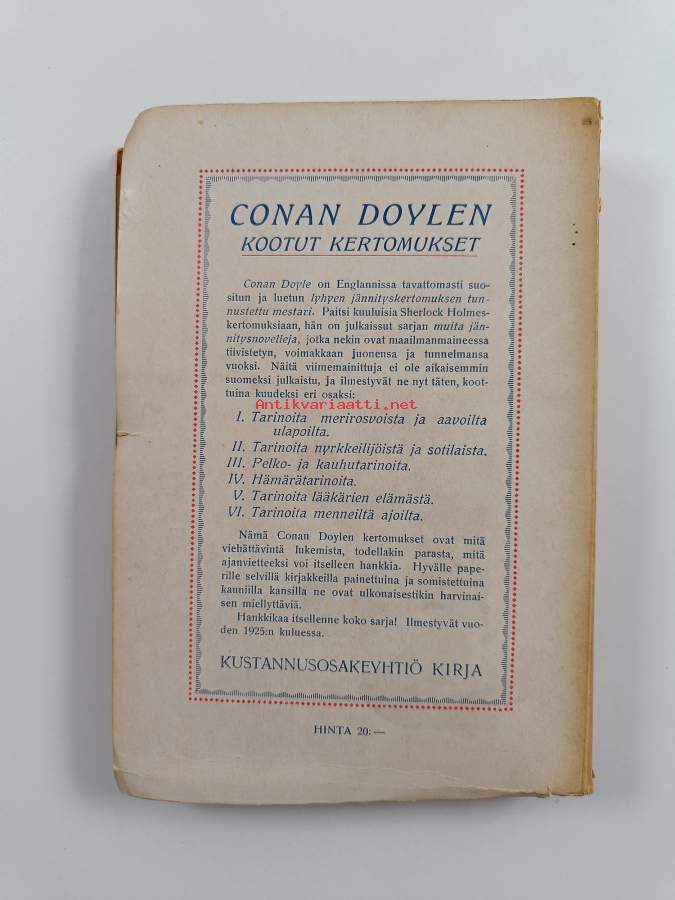 CONAN DOYLEN
KOOTUT KERTOMUKSET
Conan Doyle on Englannissa tavattomasti suo-
situn ja luetun lyhyen jännityskertomuksen tun-
nustettu mestari. Paitsi kuuluisia Sherlock Holmes-
kertomuksiaan, hän on julkaissut sarjan muita jän-
nitysnovelleja, jotka nekin ovat maailmanmaineessa
tiivistetyn, voimakkaan juonensa ja tunnelmansa
vuoksi. Näitä viimemainittuja ei ole aikaisemmin
suomeksi julkaistu, ja ilmestyvät ne nyt täten, koot-
tuina kuudeksi eri osaksi:
Antikvariaatti.net
I. Tarinoita merirosvoista ja aavoilta
ulapoilta.
II. Tarinoita nyrkkeilijöistä ja sotilaista.
III. Pelko- ja kauhutarinoita.
IV. Hämärätarinoita.
V. Tarinoita lääkärien elämästä.
VI. Tarinoita menneiltä ajoilta.
Nämä Conan Doylen kertomukset ovat mitä
viehättävintä lukemista, todellakin parasta, mitä
ajanvietteeksi voi itselleen hankkia. Hyvälle pape-
rille selvillä kirjakkeilla painettuina ja somistettuina
kauniilla kansilla ne ovat ulkonaisestikin harvinai-
sen miellyttäviä.
Hankkikaa itsellenne koko sarja! Ilmestyvät vuo-
den 1925:n kuluessa.
KUSTANNUSOSAKEYHTIÖ KIRJA
HINTA 20:—